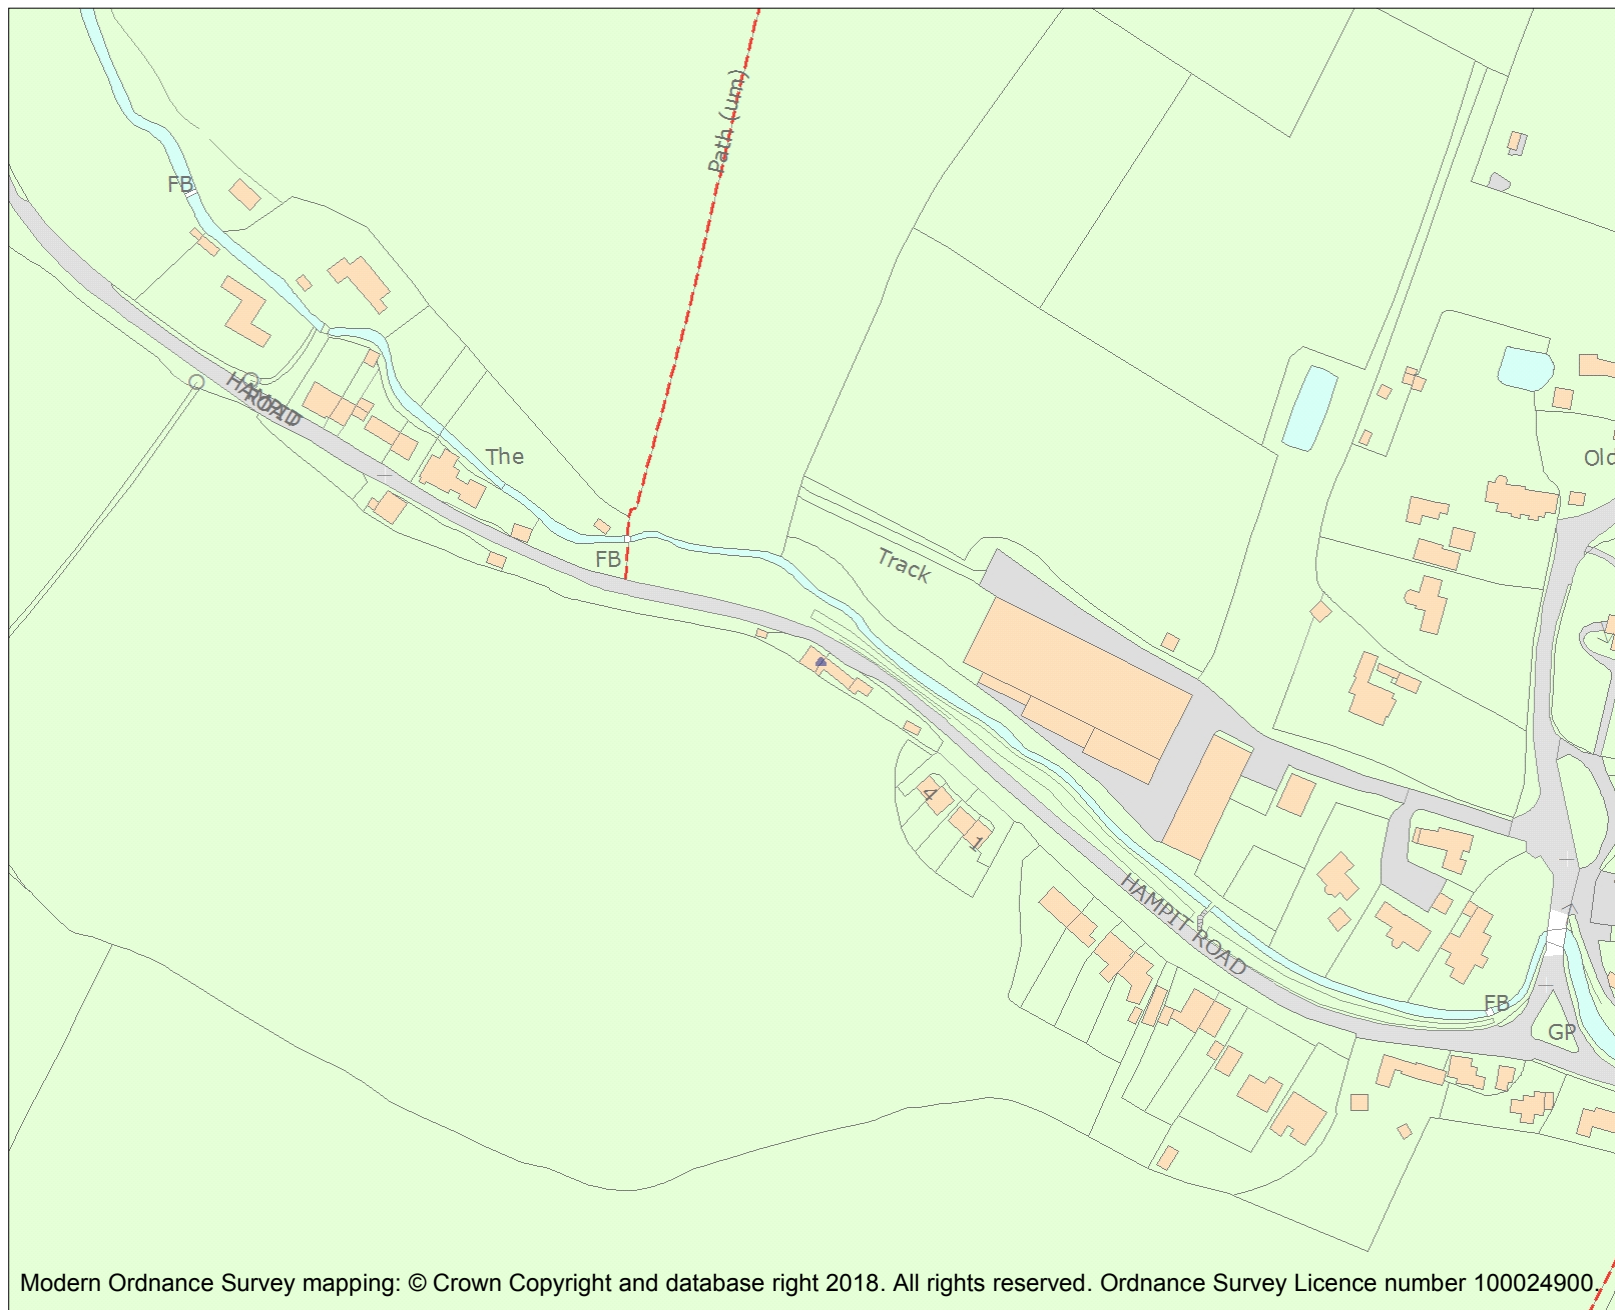 Path (um)
FB
HAMPIT
ROAD
The
Old
FB
Track
4
1
HAMPIT ROAD
FB
GP
Modern Ordnance Survey mapping: © Crown Copyright and database right 2018. All rights reserved. Ordnance Survey Licence number 100024900.